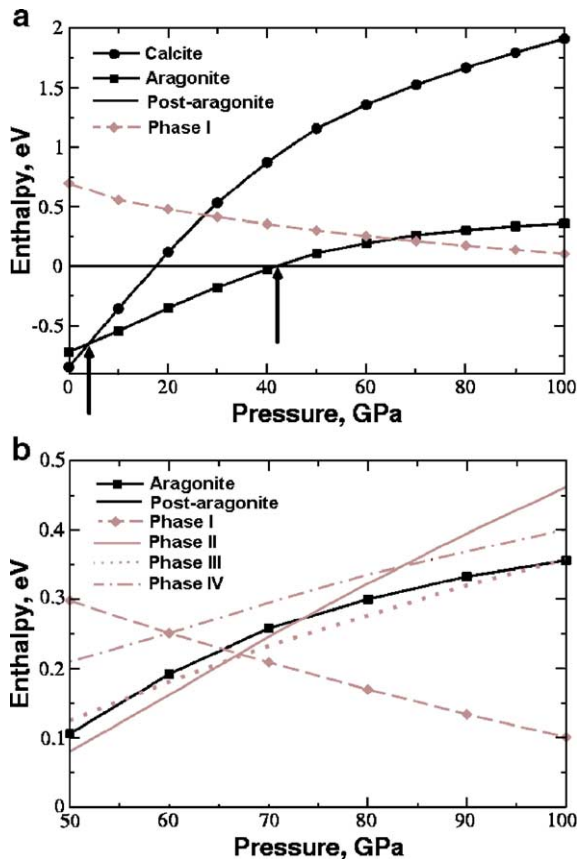 a
Calcite
Aragonite
Post-aragonite
Phase I
2
1.5
1
0.5
0
-0.5
Enthalpy, eV
0 20 40 60 80 100
Pressure, GPa
b
Aragonite
Post-aragonite
Phase I
Phase II
Phase III
Phase IV
0.5
0.4
0.3
0.2
0.1
0
Enthalpy, eV
50 60 70 80 90 100
Pressure, GPa